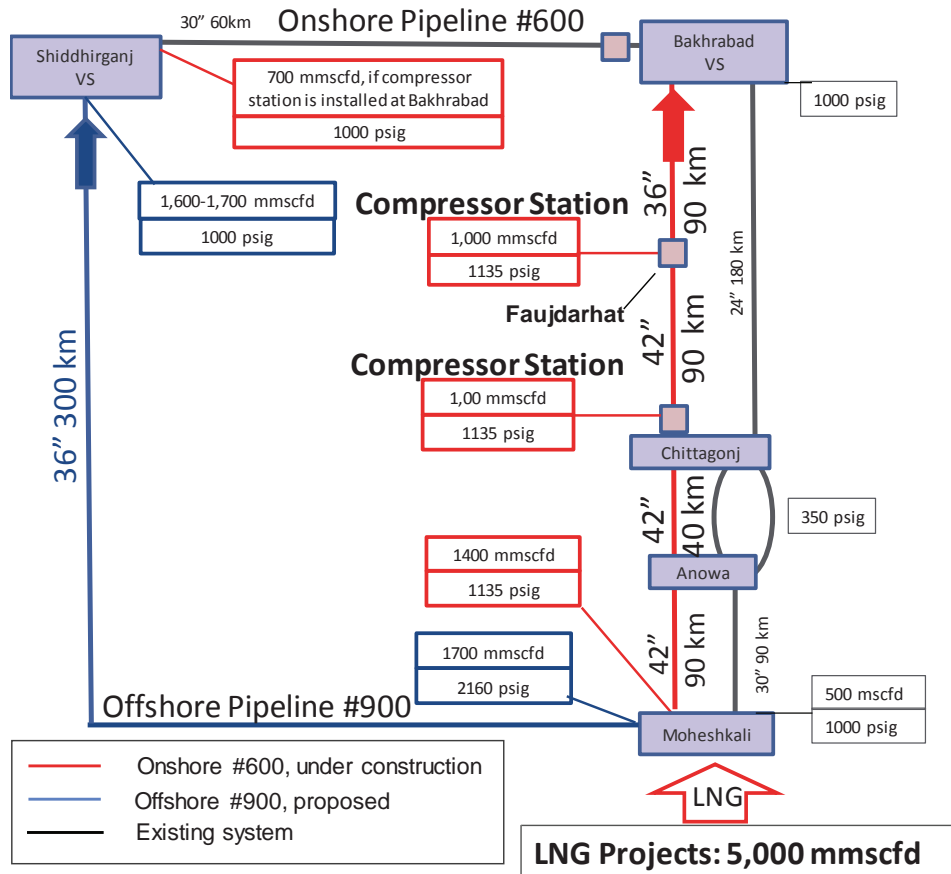 30” 60km
Onshore Pipeline #600
Shiddhirganj
VS
Bakhrabad
VS
700 mmscfd, if compressor
station is installed at Bakhrabad
1000 psig
1000 psig
1,600-1,700 mmscfd
1000 psig
36”
90 km
Compressor Station
1,000 mmscfd
1135 psig
Faujdarhat
24” 180 km
42”
90 km
Compressor Station
1,00 mmscfd
1135 psig
Chittagonj
36” 300 km
42”
40 km
350 psig
1400 mmscfd
1135 psig
Anowa
42”
90 km
30” 90 km
1700 mmscfd
2160 psig
500 mscfd
1000 psig
Offshore Pipeline #900
Moheshkali
Onshore #600, under construction
Offshore #900, proposed
Existing system
LNG
LNG Projects: 5,000 mmscfd